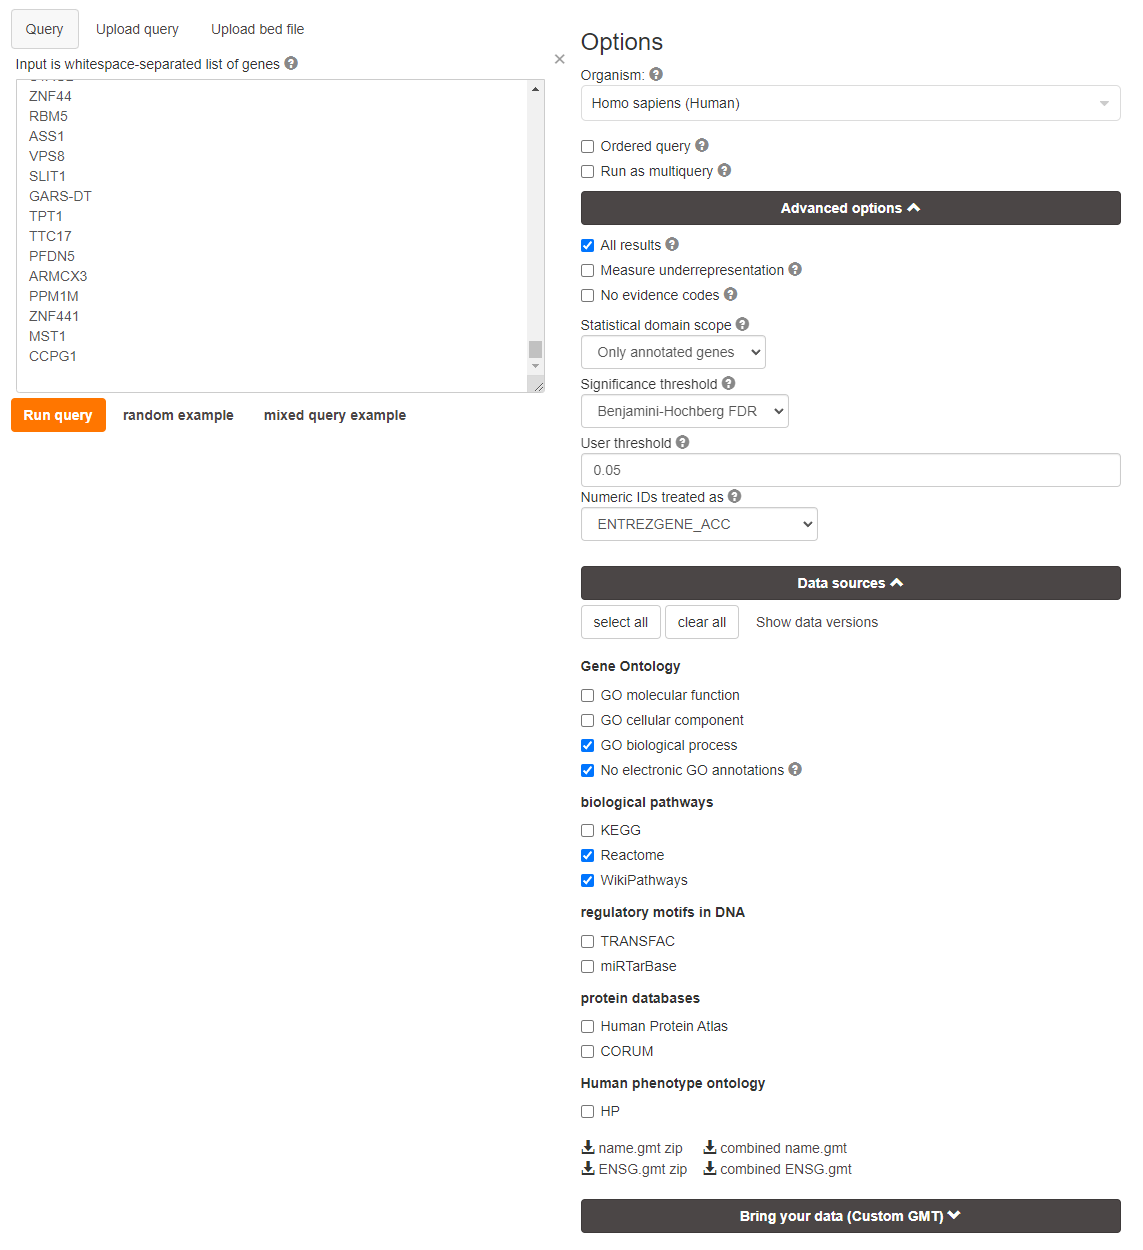 Query Upload query Upload bed file
Input is whitespace-separated list of genes
ZNF44
RBM5
ASS1
VPS8
SLIT1
GARS-DT
TPT1
TTC17
PFDN5
ARMCX3
PPM1M
ZNF441
MST1
CCPG1
Run query random example mixed query example
Options
Organism:
Homo sapiens (Human)
Ordered query
Run as multiquery
Advanced options
All results
Measure underrepresentation
No evidence codes
Statistical domain scope
Only annotated genes
Significance threshold
Benjamini-Hochberg FDR
User threshold
0.05
Numeric IDs treated as
ENTREZGENE_ACC
Data sources
select all clear all Show data versions
Gene Ontology
GO molecular function
GO cellular component
GO biological process
No electronic GO annotations
biological pathways
KEGG
Reactome
WikiPathways
regulatory motifs in DNA
TRANSFAC
miRTarBase
protein databases
Human Protein Atlas
CORUM
Human phenotype ontology
HP
name.gmt zip combined name.gmt
ENSG.gmt zip combined ENSG.gmt
Bring your data (Custom GMT)